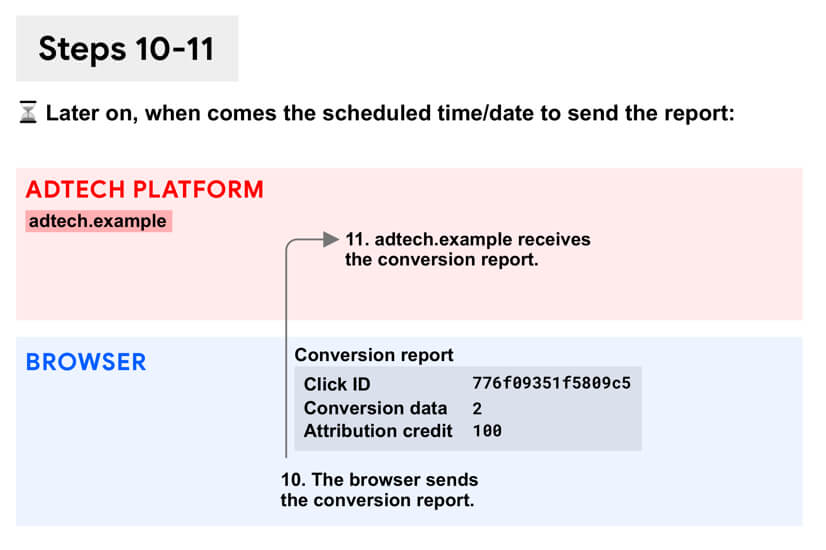 Steps 10-11
⏳ Later on, when comes the scheduled time/date to send the report:
ADTECH PLATFORM
adtech.example
11. adtech.example receives
the conversion report.
BROWSER
Conversion report
Click ID 776f09351f5809c5
Conversion data 2
Attribution credit 100
10. The browser sends
the conversion report.